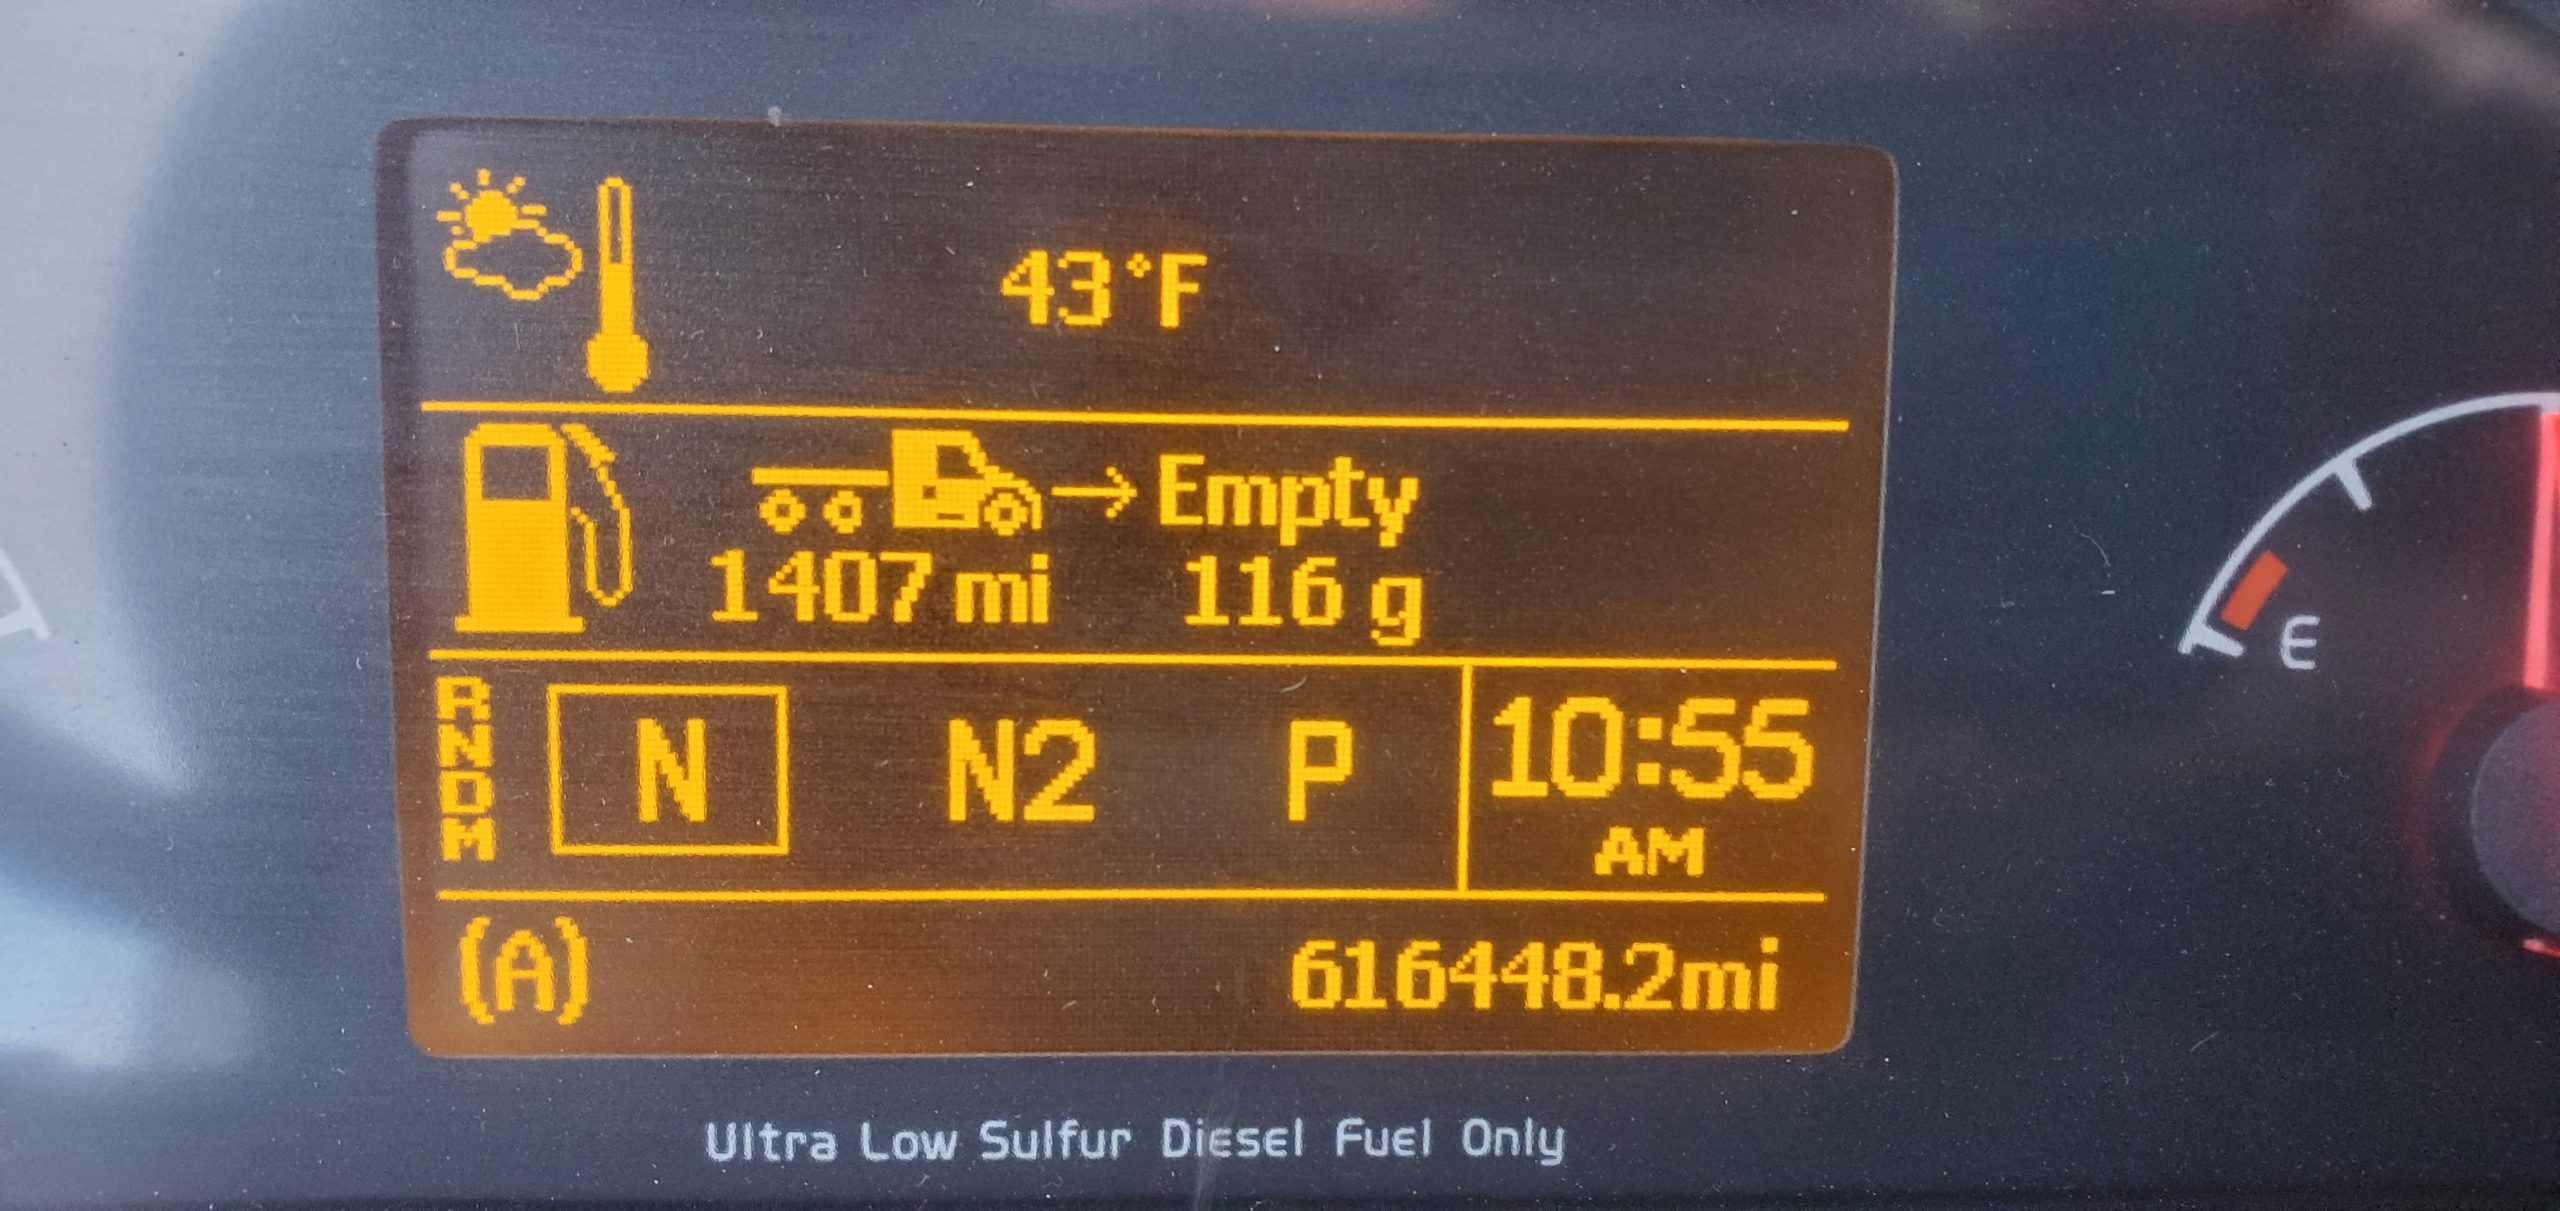 43°F
Empty
1407 mi 116 g
E
RNDM
N N2 P
10:55
AM
(A) 616448.2mi
Ultra Low Sulfur Diesel Fuel Only